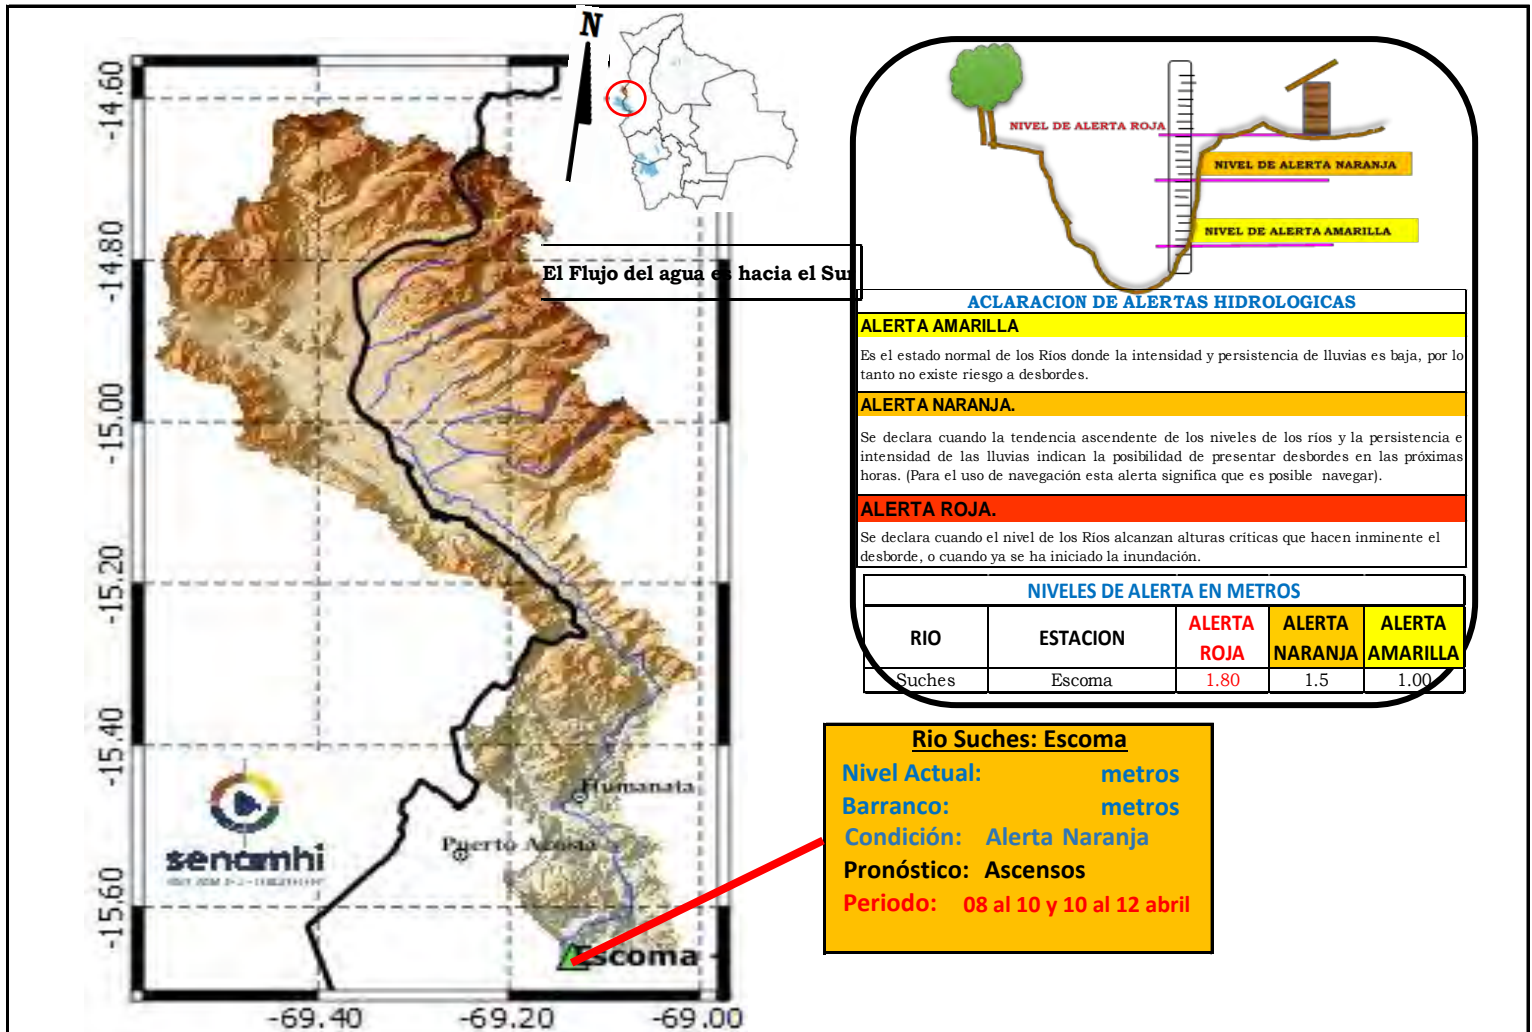 N
-14.60
-14.80
-15.00
-15.20
-15.40
-15.60
-69.40
-69.20
-69.00
El Flujo del agua es hacia el Sur
Humanata
Puerto Acosta
Escoma
senamhi
NIVEL DE ALERTA ROJA
NIVEL DE ALERTA NARANJA
NIVEL DE ALERTA AMARILLA
ACLARACION DE ALERTAS HIDROLOGICAS
ALERTA AMARILLA
Es el estado normal de los Ríos donde la intensidad y persistencia de lluvias es baja, por lo
tanto no existe riesgo a desbordes.
ALERTA NARANJA.
Se declara cuando la tendencia ascendente de los niveles de los ríos y la persistencia e
intensidad de las lluvias indican la posibilidad de presentar desbordes en las próximas
horas. (Para el uso de navegación esta alerta significa que es posible navegar).
ALERTA ROJA.
Se declara cuando el nivel de los Ríos alcanzan alturas críticas que hacen inminente el
desborde, o cuando ya se ha iniciado la inundación.
NIVELES DE ALERTA EN METROS
RIO ESTACION ALERTA ROJA ALERTA NARANJA ALERTA AMARILLA
Suches Escoma 1.80 1.5 1.00
Rio Suches: Escoma
Nivel Actual: metros
Barranco: metros
Condición: Alerta Naranja
Pronóstico: Ascensos
Periodo: 08 al 10 y 10 al 12 abril